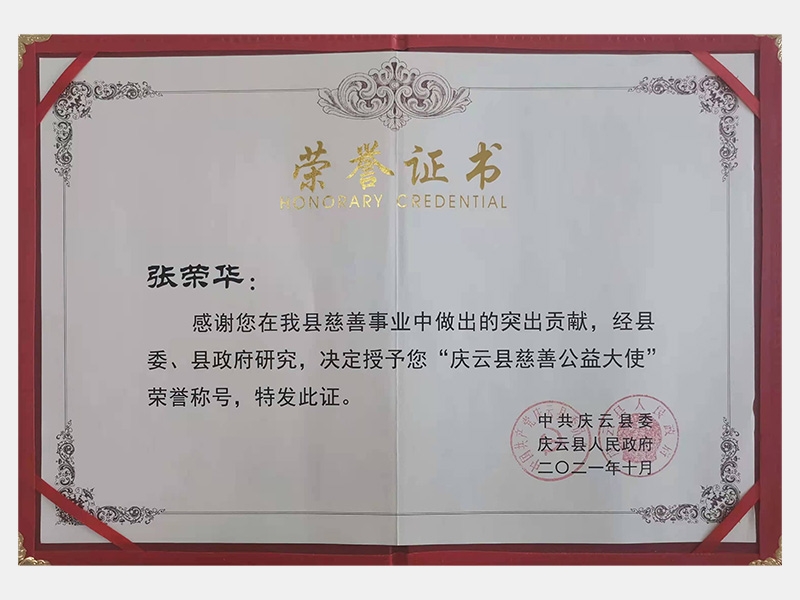 荣誉证书
HONORARY CREDENTIAL
张荣华：
感谢您在我县慈善事业中做出的突出贡献，经县
委、县政府研究，决定授予您“庆云县慈善公益大使”
荣誉称号，特发此证。
中共庆云县委
庆云县人民政府
二〇二一年十月